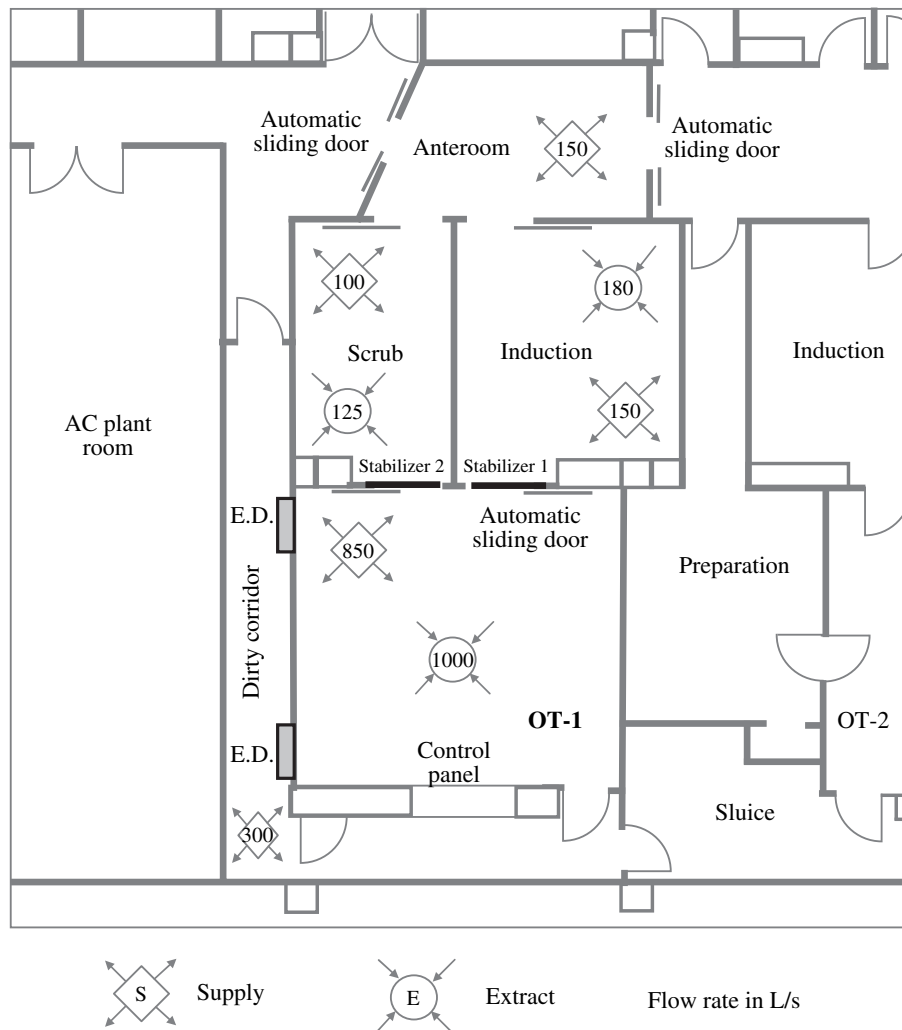 Automatic
sliding door
Anteroom
150
Automatic
sliding door
100
180
Scrub
Induction
Induction
125
150
AC plant
room
Stabilizer 2
Stabilizer 1
E.D.
Automatic
sliding door
850
Preparation
Dirty corridor
1000
OT-1
OT-2
E.D.
Control
panel
300
Sluice
S
Supply
E
Extract
Flow rate in L/s